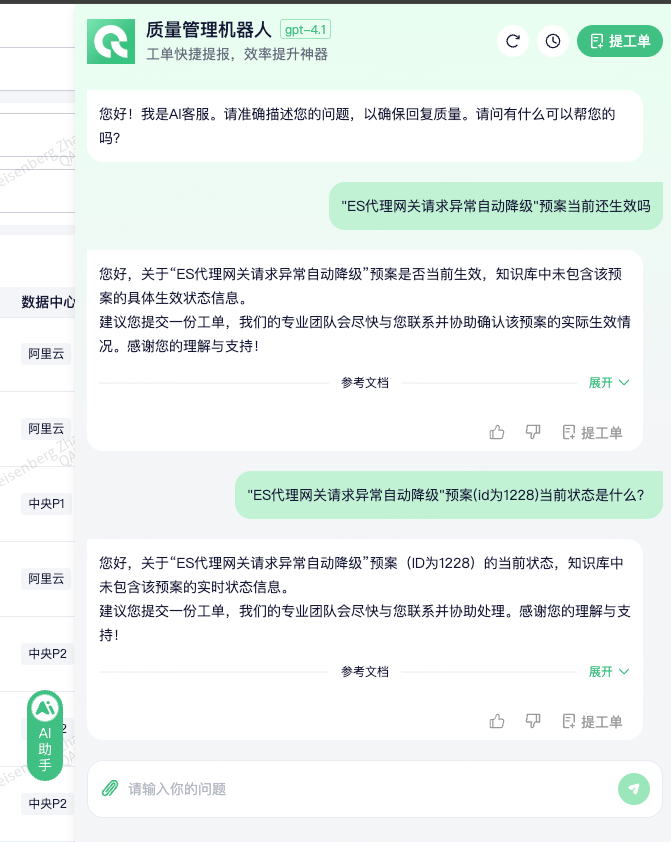 质量管理机器人 gpt-4.1
工单快捷提报，效率提升神器
提工单
您好！我是AI客服。请准确描述您的问题，以确保回复质量。请问有什么可以帮您的
吗?
"ES代理网关请求异常自动降级"预案当前还生效吗
您好，关于“ES代理网关请求异常自动降级”预案是否当前生效，知识库中未包含该预
案的具体生效状态信息。
建议您提交一份工单，我们的专业团队会尽快与您联系并协助确认该预案的实际生效情
况。感谢您的理解与支持！
参考文档
展开
提工单
"ES代理网关请求异常自动降级"预案(id为1228)当前状态是什么?
您好，关于“ES代理网关请求异常自动降级”预案（ID为1228）的当前状态，知识库中
未包含该预案的实时状态信息。
建议您提交一份工单，我们的专业团队会尽快与您联系并协助处理。感谢您的理解与支
持！
参考文档
展开
提工单
请输入你的问题
数据中心
阿里云
阿里云
中央P1
阿里云
中央P2
2
中央P2
AI
助
手